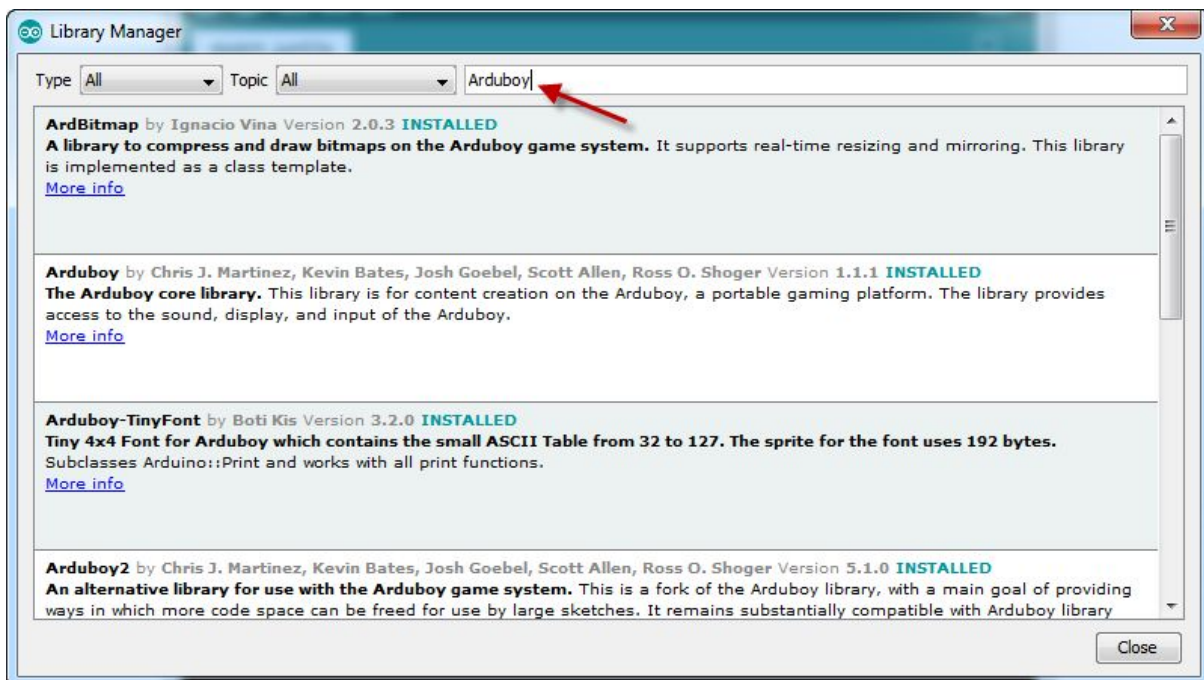 Library Manager
Type All Topic All Arduboy
ArdBitmap by Ignacio Vina Version 2.0.3 INSTALLED
A library to compress and draw bitmaps on the Arduboy game system. It supports real-time resizing and mirroring. This library
is implemented as a class template.
More info
Arduboy by Chris J. Martinez, Kevin Bates, Josh Goebel, Scott Allen, Ross O. Shoger Version 1.1.1 INSTALLED
The Arduboy core library. This library is for content creation on the Arduboy, a portable gaming platform. The library provides
access to the sound, display, and input of the Arduboy.
More info
Arduboy-TinyFont by Boti Kis Version 3.2.0 INSTALLED
Tiny 4x4 Font for Arduboy which contains the small ASCII Table from 32 to 127. The sprite for the font uses 192 bytes.
Subclasses Arduino::Print and works with all print functions.
More info
Arduboy2 by Chris J. Martinez, Kevin Bates, Josh Goebel, Scott Allen, Ross O. Shoger Version 5.1.0 INSTALLED
An alternative library for use with the Arduboy game system. This is a fork of the Arduboy library, with a main goal of providing
ways in which more code space can be freed for use by large sketches. It remains substantially compatible with Arduboy library
Close